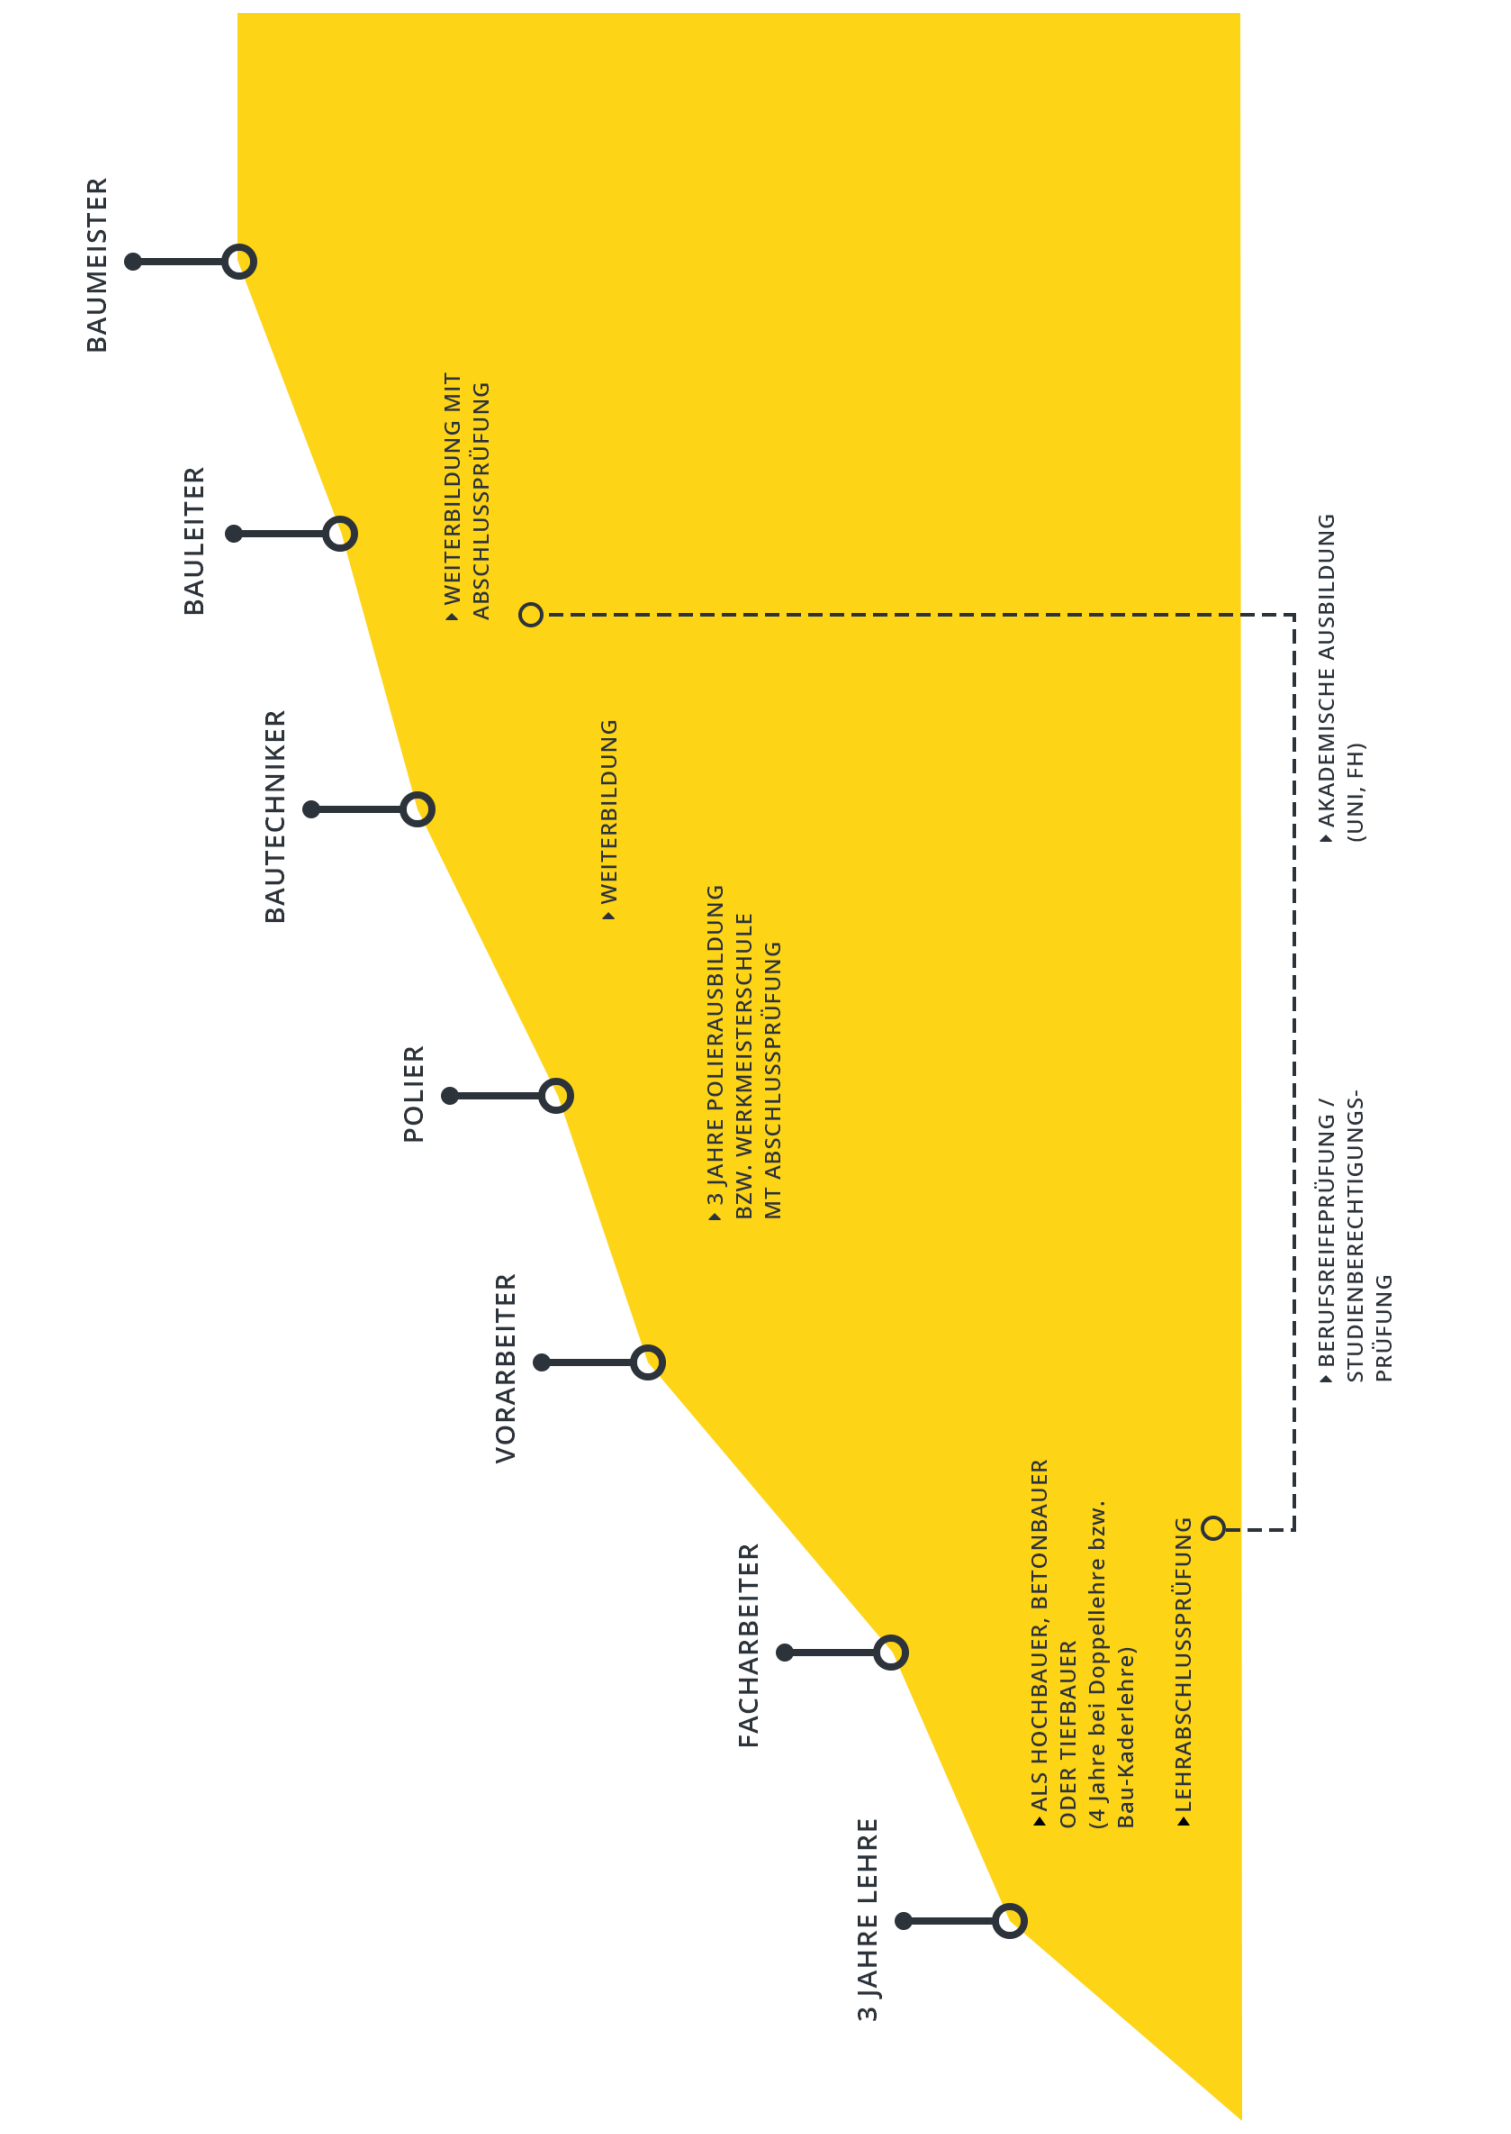 3 JAHRE LEHRE
FACHARBEITER
VORARBEITER
POLIER
BAUTECHNIKER
BAULEITER
BAUMEISTER
ALS HOCHBAUER, BETONBAUER
ODER TIEFBAUER
(4 Jahre bei Doppellehre bzw.
Bau-Kaderlehre)
LEHRABSCHLUSSPRÜFUNG
3 JAHRE POLIERAUSBILDUNG
BZW. WERKMEISTERSCHULE
MT ABSCHLUSSPRÜFUNG
WEITERBILDUNG
WEITERBILDUNG MIT
ABSCHLUSSPRÜFUNG
BERUFSREIFEPRÜFUNG /
STUDIENBERECHTIGUNGS-
PRÜFUNG
AKADEMISCHE AUSBILDUNG
(UNI, FH)